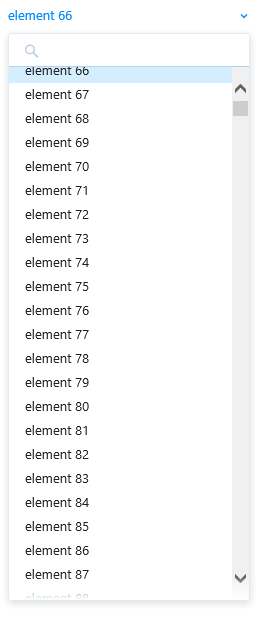 element 66
element 66
element 67
element 68
element 69
element 70
element 71
element 72
element 73
element 74
element 75
element 76
element 77
element 78
element 79
element 80
element 81
element 82
element 83
element 84
element 85
element 86
element 87
element 88